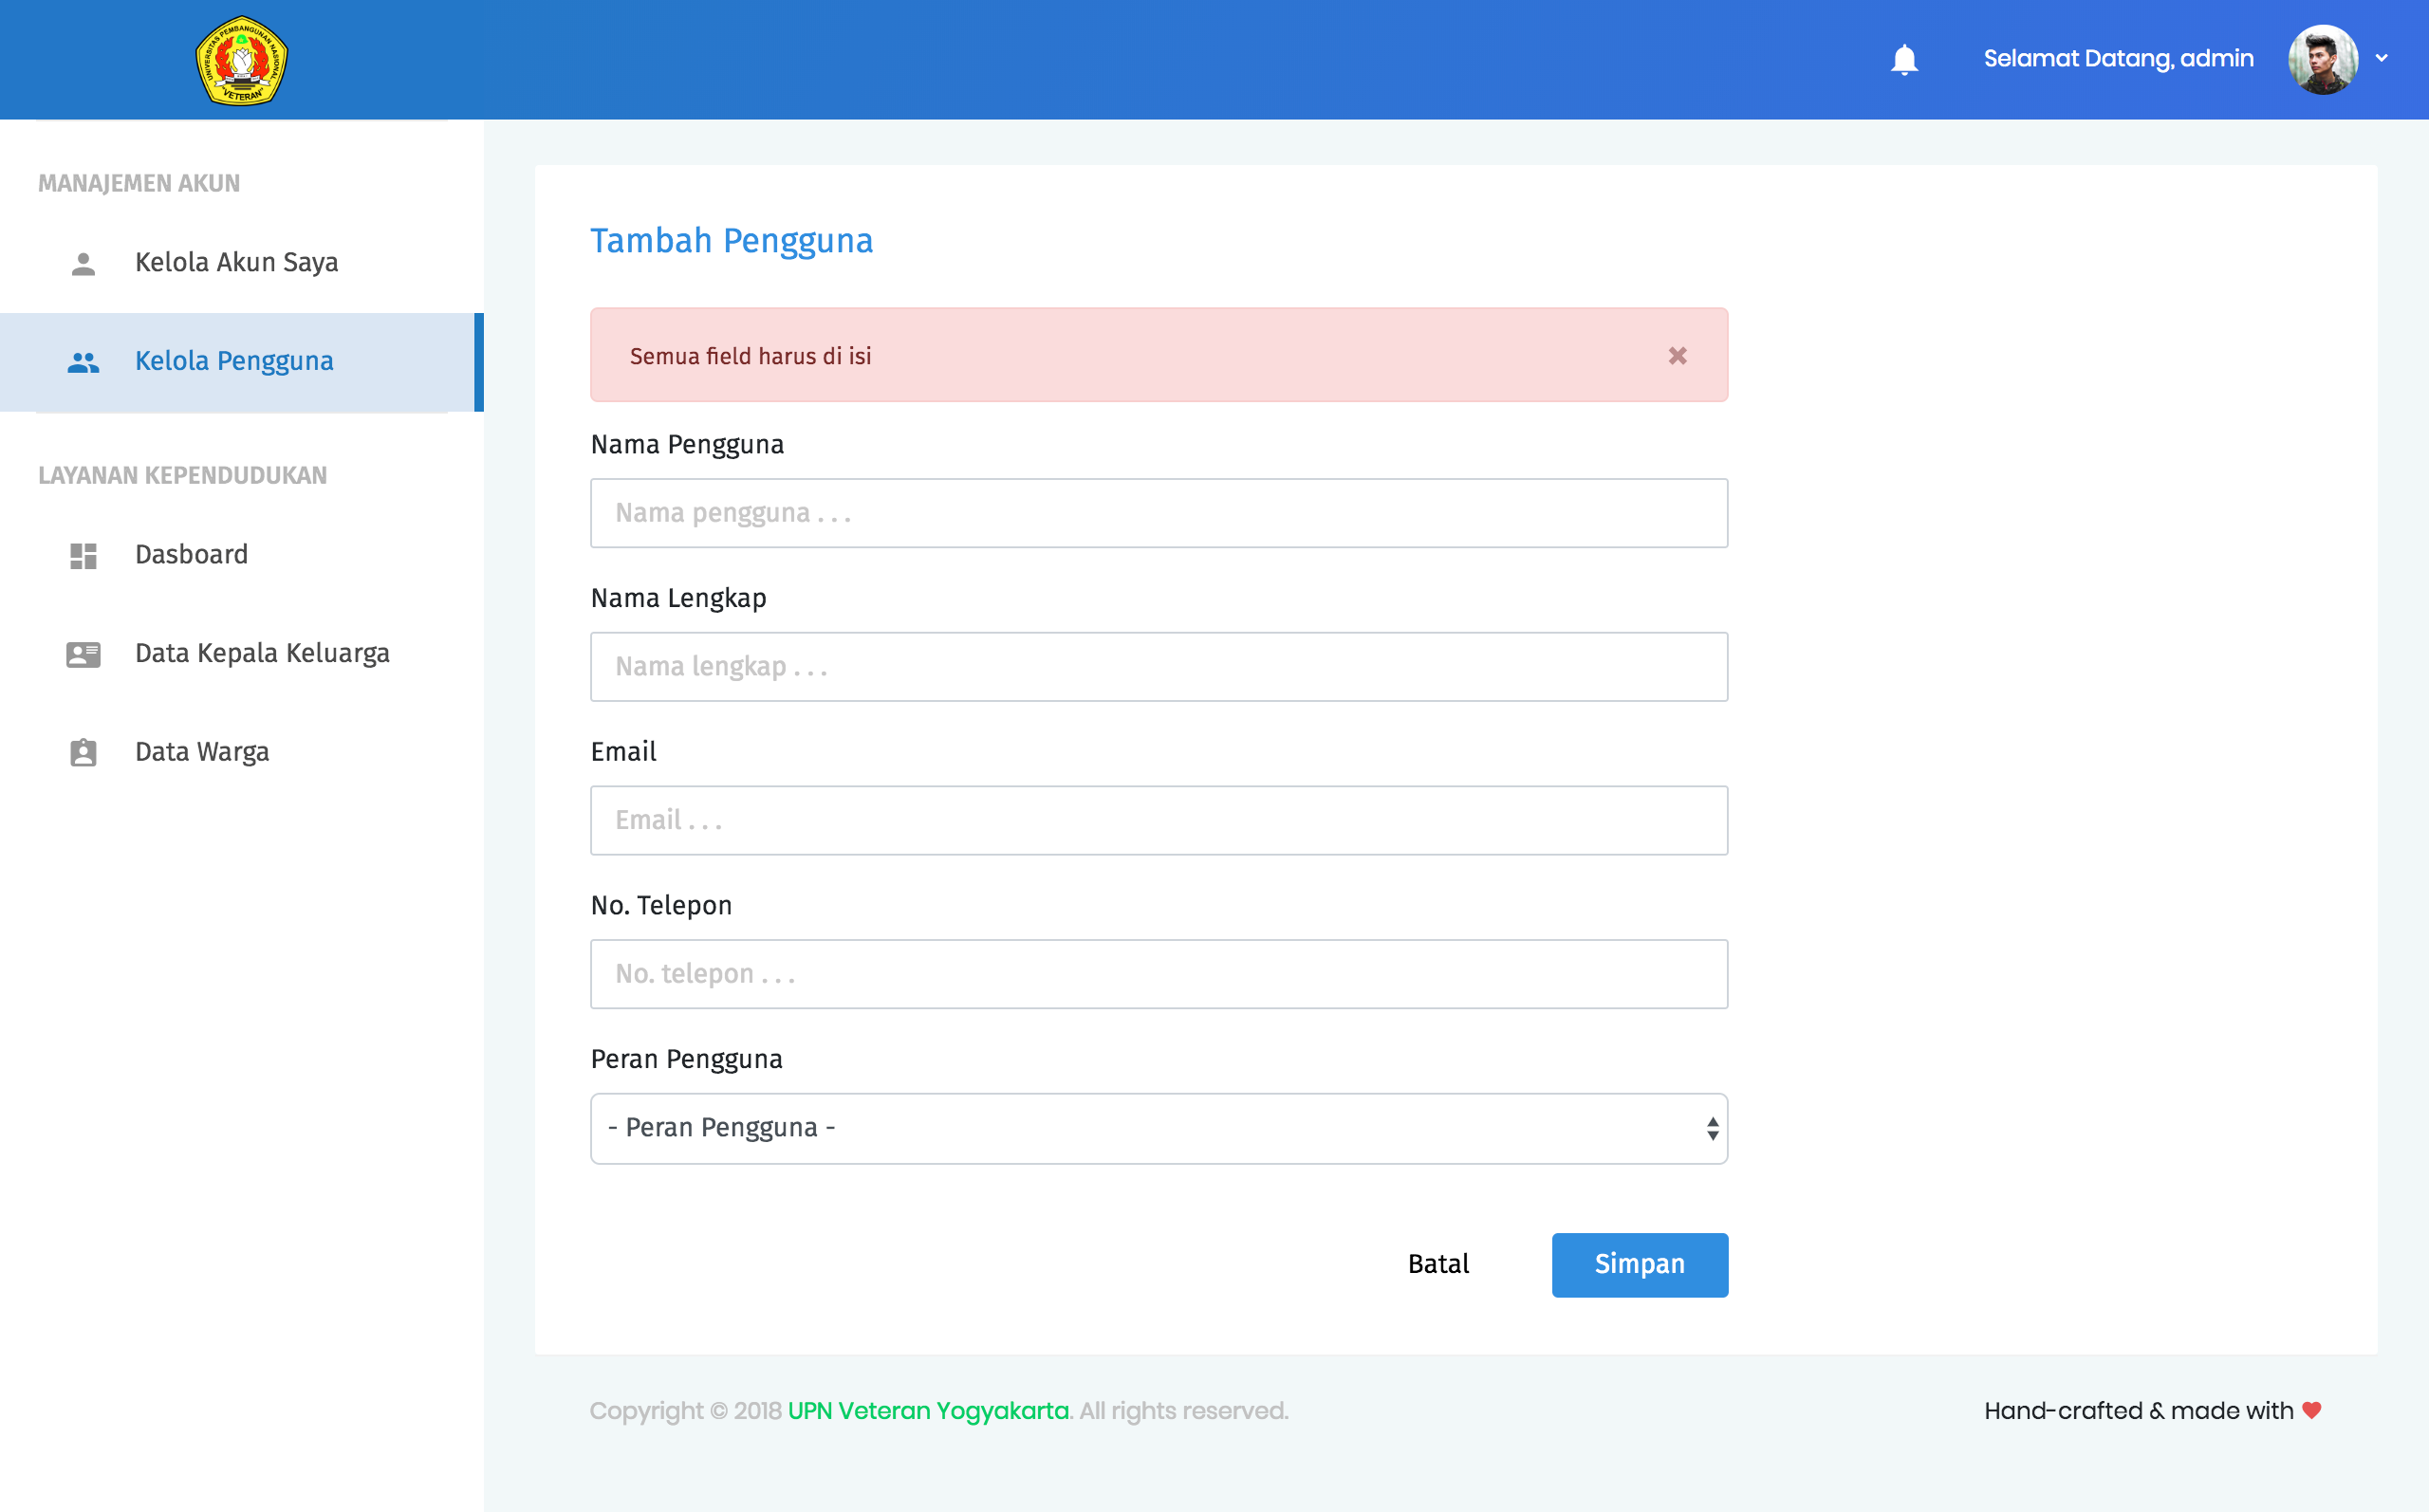 UNIVERSITAS PEMBANGUNAN NASIONAL
"VETERAN"
Selamat Datang, admin
MANAJEMEN AKUN
Kelola Akun Saya
Kelola Pengguna
LAYANAN KEPENDUDUKAN
Dasboard
Data Kepala Keluarga
Data Warga
Tambah Pengguna
Semua field harus di isi
Nama Pengguna
Nama pengguna . . .
Nama Lengkap
Nama lengkap . . .
Email
Email . . .
No. Telepon
No. telepon . . .
Peran Pengguna
- Peran Pengguna -
Batal
Simpan
Copyright © 2018 UPN Veteran Yogyakarta. All rights reserved.
Hand-crafted & made with